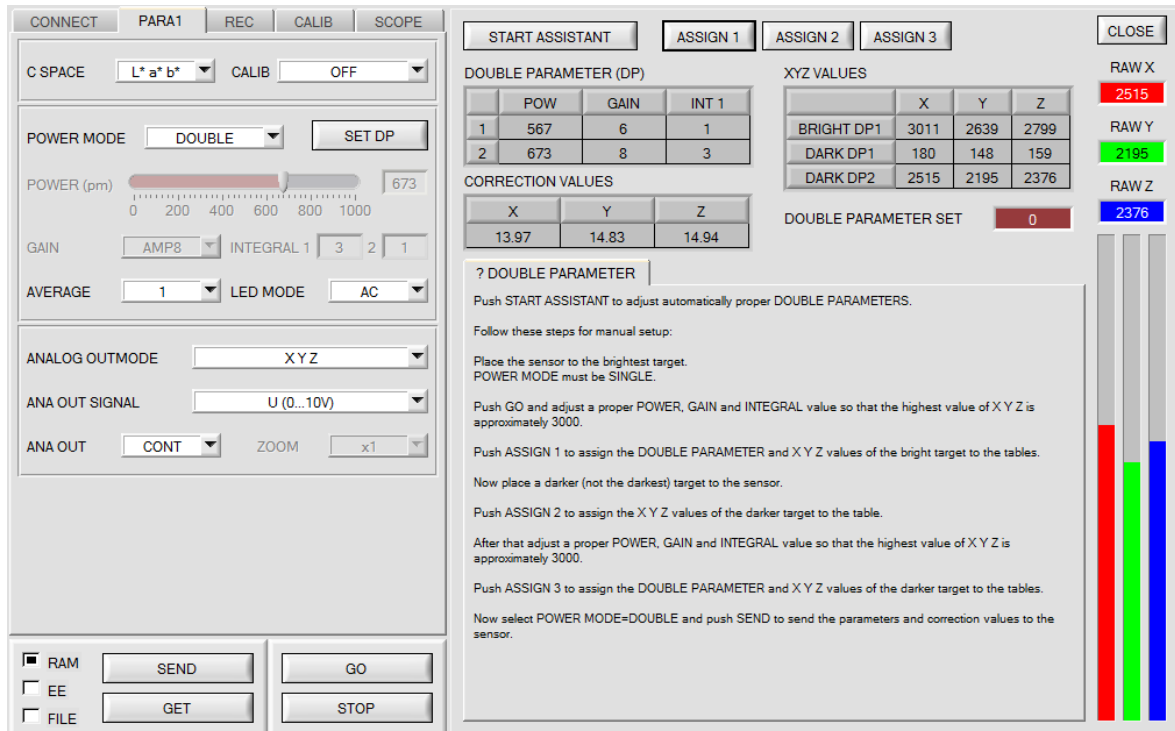 CONNECT PARA1 REC CALIB SCOPE
C SPACE L* a* b* CALIB OFF
POWER MODE DOUBLE SET DP
POWER (pm) 673
0 200 400 600 800 1000
GAIN AMP8 INTEGRAL 1 3 2 1
AVERAGE 1 LED MODE AC
ANALOG OUTMODE X Y Z
ANA OUT SIGNAL U (0...10V)
ANA OUT CONT ZOOM x1
RAM
EE
FILE
SEND
GET
GO
STOP
START ASSISTANT ASSIGN 1 ASSIGN 2 ASSIGN 3
DOUBLE PARAMETER (DP)
POW GAIN INT 1
1 567 6 1
2 673 8 3
CORRECTION VALUES
X Y Z
13.97 14.83 14.94
XYZ VALUES
X Y Z
BRIGHT DP1 3011 2639 2799
DARK DP1 180 148 159
DARK DP2 2515 2195 2376
DOUBLE PARAMETER SET 0
? DOUBLE PARAMETER
Push START ASSISTANT to adjust automatically proper DOUBLE PARAMETERS.
Follow these steps for manual setup:
Place the sensor to the brightest target.
POWER MODE must be SINGLE.
Push GO and adjust a proper POWER, GAIN and INTEGRAL value so that the highest value of X Y Z is
approximately 3000.
Push ASSIGN 1 to assign the DOUBLE PARAMETER and X Y Z values of the bright target to the tables.
Now place a darker (not the darkest) target to the sensor.
Push ASSIGN 2 to assign the X Y Z values of the darker target to the table.
After that adjust a proper POWER, GAIN and INTEGRAL value so that the highest value of X Y Z is
approximately 3000.
Push ASSIGN 3 to assign the DOUBLE PARAMETER and X Y Z values of the darker target to the tables.
Now select POWER MODE=DOUBLE and push SEND to send the parameters and correction values to the
sensor.
CLOSE
RAW X
2515
RAW Y
2195
RAW Z
2376